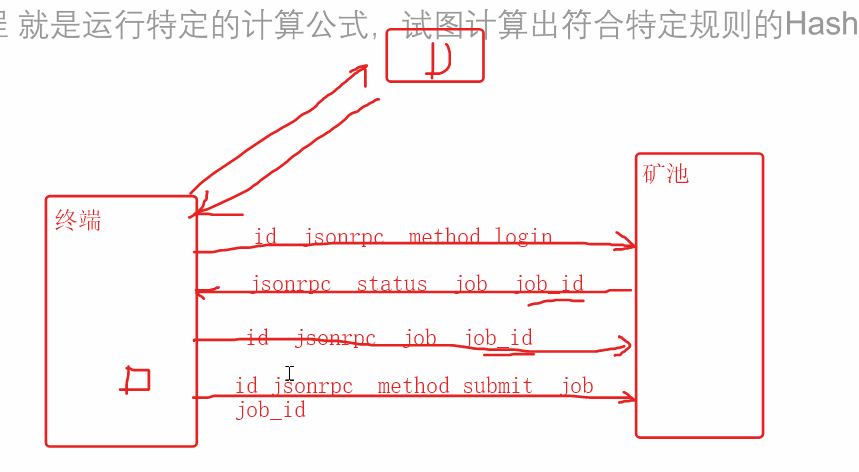 就是运行特定的计算公式，试图计算出符合特定规则的Hash
D
矿池
终端
id jsonrpc method login
jsonrpc status job job_id
id jsonrpc job job_id
id jsonrpc method submit job
job_id